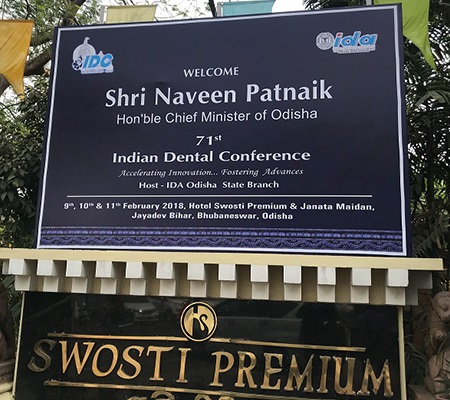 IDC
ida
WELCOME
Shri Naveen Patnaik
Hon'ble Chief Minister of Odisha
71st
Indian Dental Conference
Accelerating Innovation... Fostering Advances
Host - IDA Odisha State Branch
9th, 10th & 11th February 2018, Hotel Swosti Premium & Janata Maidan,
Jayadev Bihar, Bhubaneswar, Odisha
SWOSTI PREMIUM